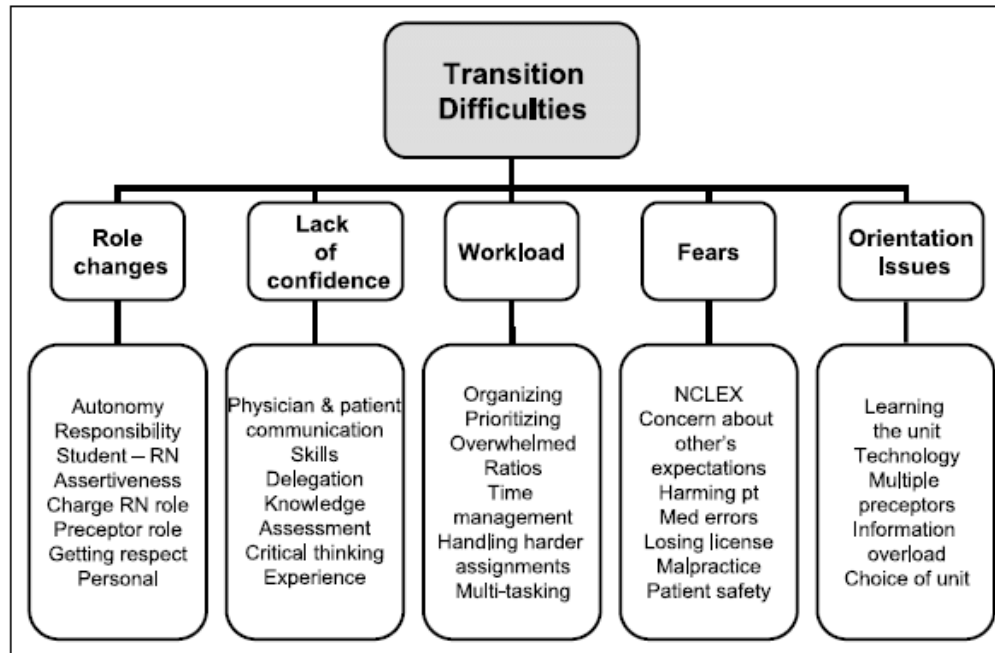 Transition
Difficulties
Role
changes
Autonomy
Responsibility
Student – RN
Assertiveness
Charge RN role
Preceptor role
Getting respect
Personal
Lack
of
confidence
Physician & patient
communication
Skills
Delegation
Knowledge
Assessment
Critical thinking
Experience
Workload
Organizing
Prioritizing
Overwhelmed
Ratios
Time
management
Handling harder
assignments
Multi-tasking
Fears
NCLEX
Concern about
other's
expectations
Harming pt
Med errors
Losing license
Malpractice
Patient safety
Orientation
Issues
Learning
the unit
Technology
Multiple
preceptors
Information
overload
Choice of unit